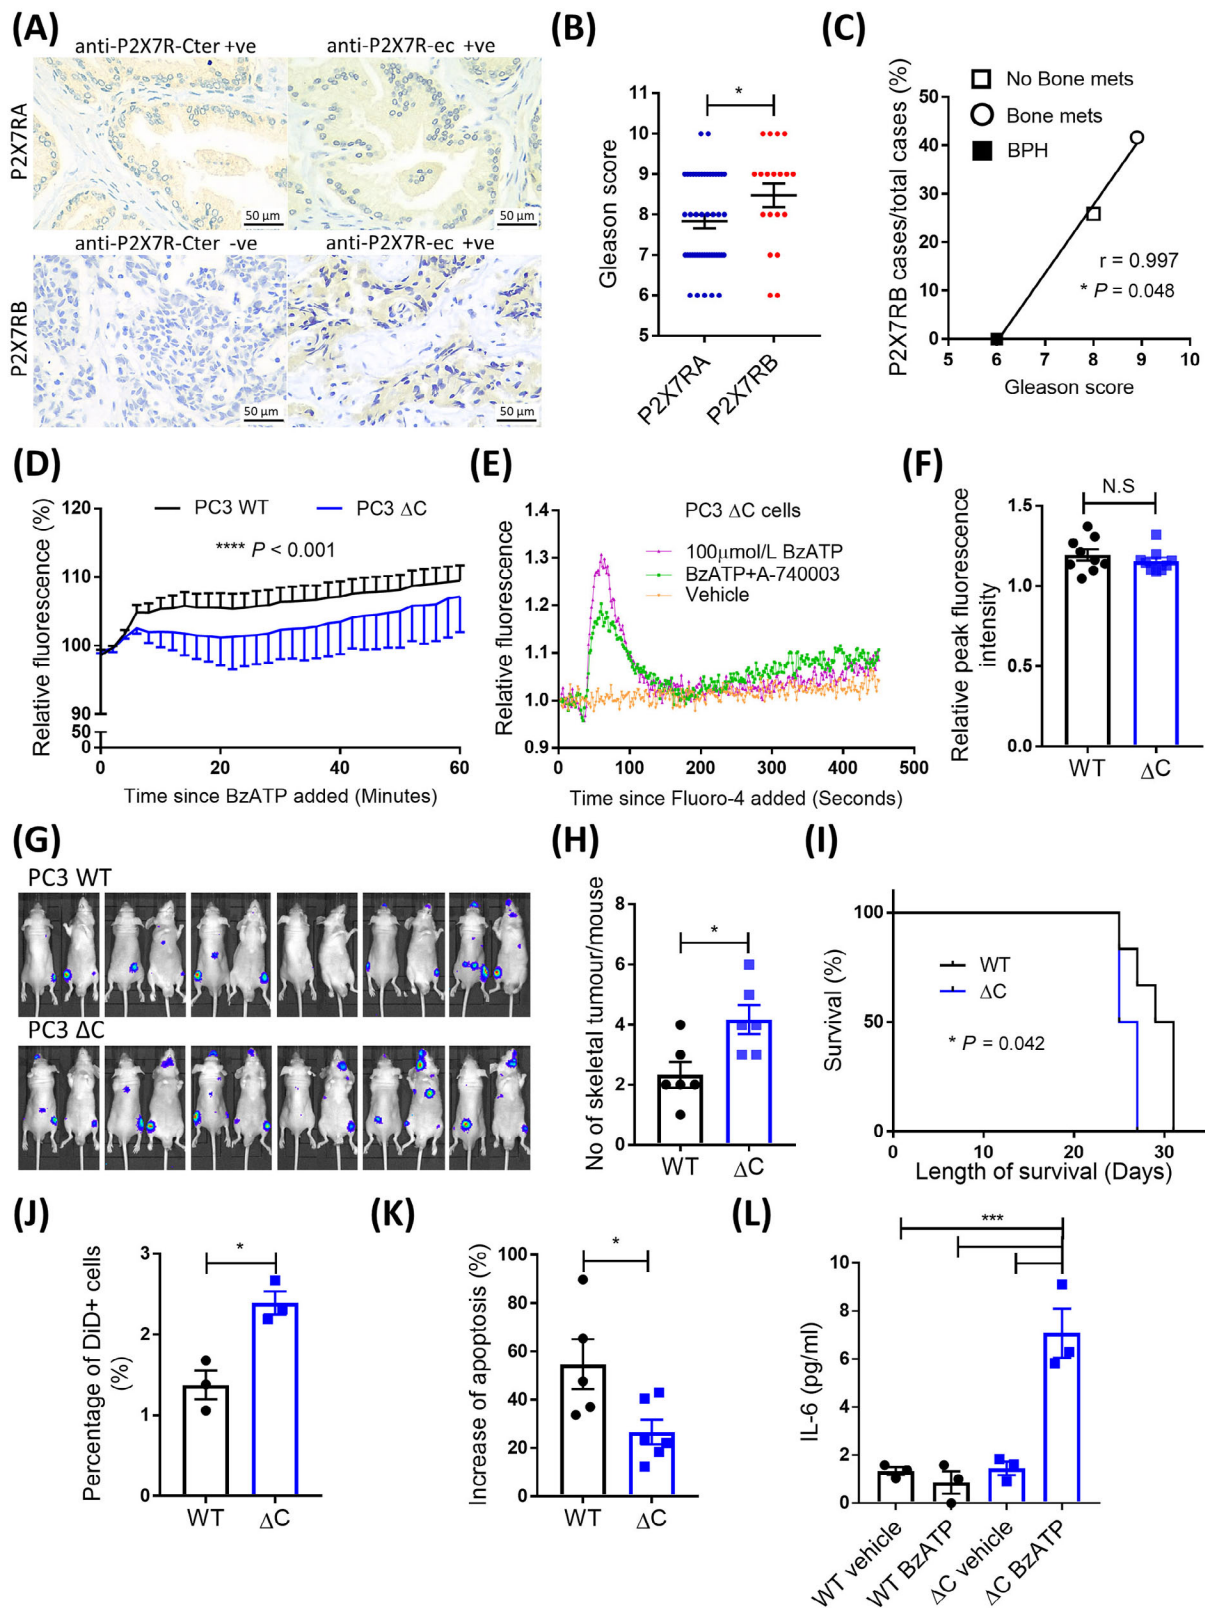 (A)
anti-P2X7R-Cter +ve
anti-P2X7R-ec +ve
P2X7RA
50 µm
50 µm
anti-P2X7R-Cter -ve
anti-P2X7R-ec +ve
P2X7RB
50 µm
50 µm
(B)
*
Gleason score
11
10
9
8
7
6
5
P2X7RA
P2X7RB
(C)
P2X7RB cases/total cases (%)
No Bone mets
Bone mets
BPH
50
40
30
20
10
0
r = 0.997
* P = 0.048
5
6
7
8
9
10
Gleason score
(D)
Relative fluorescence (%)
PC3 WT
PC3 ΔC
**** P < 0.001
120
110
100
90
50
0
0
20
40
60
Time since BzATP added (Minutes)
(E)
Relative fluorescence
PC3 ΔC cells
100µmol/L BzATP
BzATP+A-740003
Vehicle
1.4
1.3
1.2
1.1
1.0
0.9
0
100
200
300
400
500
Time since Fluoro-4 added (Seconds)
(F)
N.S
Relative peak fluorescence
intensity
1.5
1.0
0.5
0.0
WT
ΔC
(G)
PC3 WT
PC3 ΔC
(H)
*
No of skeletal tumour/mouse
8
6
4
2
0
WT
ΔC
(I)
Survival (%)
100
50
0
WT
ΔC
* P = 0.042
0
10
20
30
Length of survival (Days)
(J)
*
Percentage of DiD+ cells
(%)
3
2
1
0
WT
ΔC
(K)
*
Increase of apoptosis (%)
100
80
60
40
20
0
WT
ΔC
(L)
***
IL-6 (pg/ml)
10
8
6
4
2
0
WT vehicle
WT BzATP
ΔC vehicle
ΔC BzATP